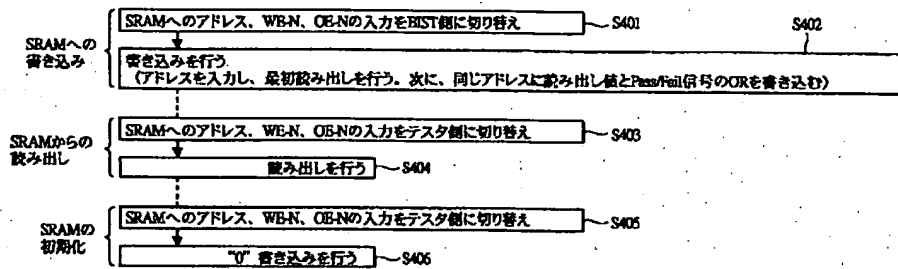 SRAMへのアドレス、WE-N、OE-Nの入力をBIST側に切り替え
S401
S402
SRAMへの
書き込み
書き込みを行う
(アドレスを入力し、最初読み出しを行う。次に、同じアドレスに読み出し値とPass/Fail信号のORを書き込む)
SRAMへのアドレス、WE-N、OE-Nの入力をテスタ側に切り替え
S403
SRAMからの
読み出し
読み出しを行う
S404
SRAMへのアドレス、WE-N、OE-Nの入力をテスタ側に切り替え
S405
SRAMの
初期化
"0" 書き込みを行う
S406